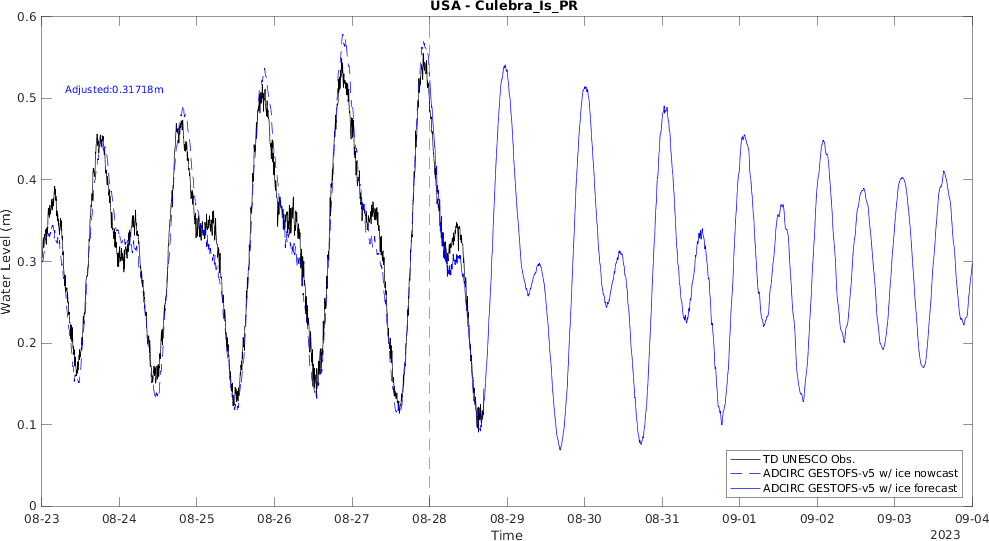 USA - Culebra_Is_PR
0.6
0.5
0.4
0.3
0.2
0.1
0
Water Level (m)
Adjusted:0.31718m
TD UNESCO Obs.
ADCIRC GESTOFS-v5 w/ ice nowcast
ADCIRC GESTOFS-v5 w/ ice forecast
08-23 08-24 08-25 08-26 08-27 08-28 08-29 08-30 08-31 09-01 09-02 09-03 09-04
Time
2023